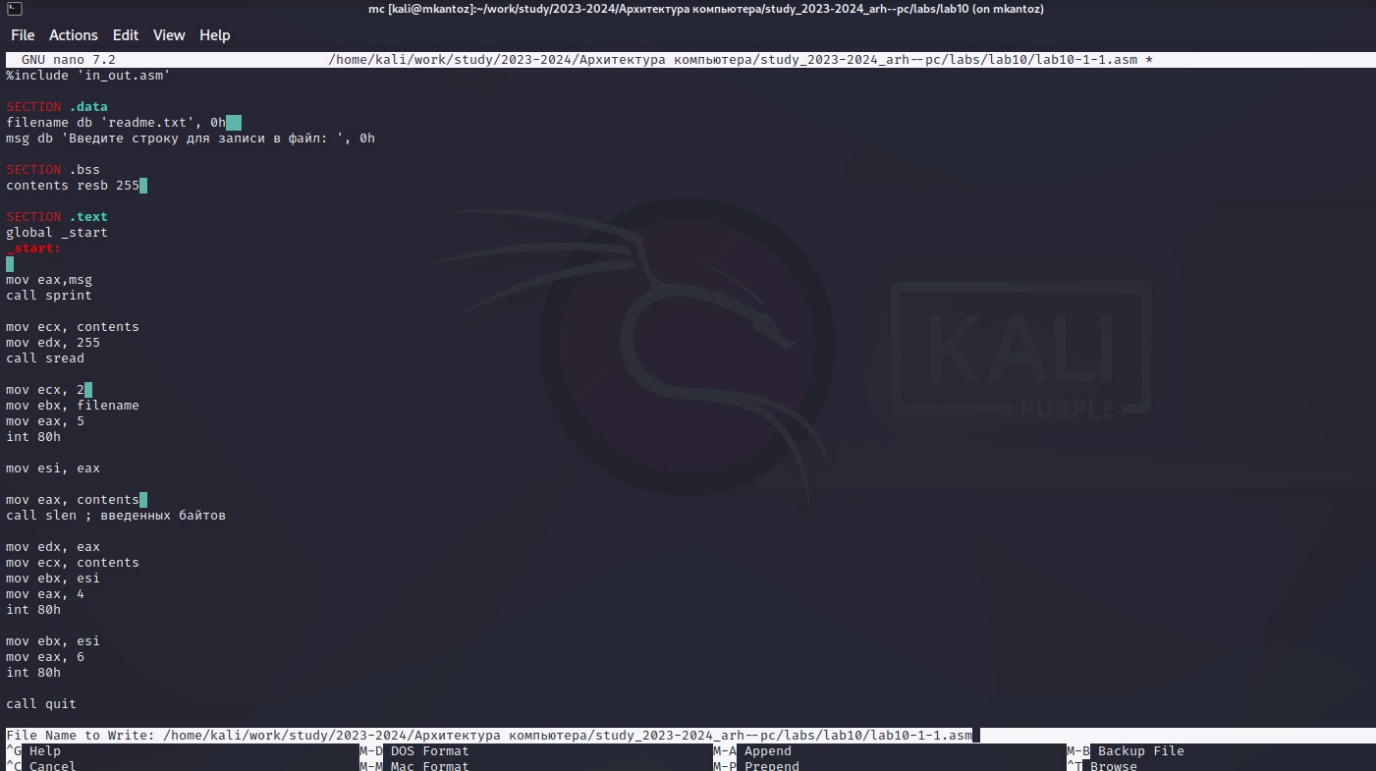 mc [kali@mkantoz]:~/work/study/2023-2024/Архитектура компьютера/study_2023-2024_arh--pc/labs/lab10 (on mkantoz)
File Actions Edit View Help
GNU nano 7.2 /home/kali/work/study/2023-2024/Архитектура компьютера/study_2023-2024_arh--pc/labs/lab10/lab10-1-1.asm *
%include 'in_out.asm'
SECTION .data
filename db 'readme.txt', 0h
msg db 'Введите строку для записи в файл: ', 0h
SECTION .bss
contents resb 255
SECTION .text
global _start
_start:
mov eax,msg
call sprint
mov ecx, contents
mov edx, 255
call sread
mov ecx, 2
mov ebx, filename
mov eax, 5
int 80h
mov esi, eax
mov eax, contents
call slen ; введенных байтов
mov edx, eax
mov ecx, contents
mov ebx, esi
mov eax, 4
int 80h
mov ebx, esi
mov eax, 6
int 80h
call quit
KALI
PURPLE
File Name to Write: /home/kali/work/study/2023-2024/Архитектура компьютера/study_2023-2024_arh--pc/labs/lab10/lab10-1-1.asm
^G Help M-D DOS Format M-A Append M-B Backup File
^C Cancel M-M Mac Format M-P Prepend ^T Browse